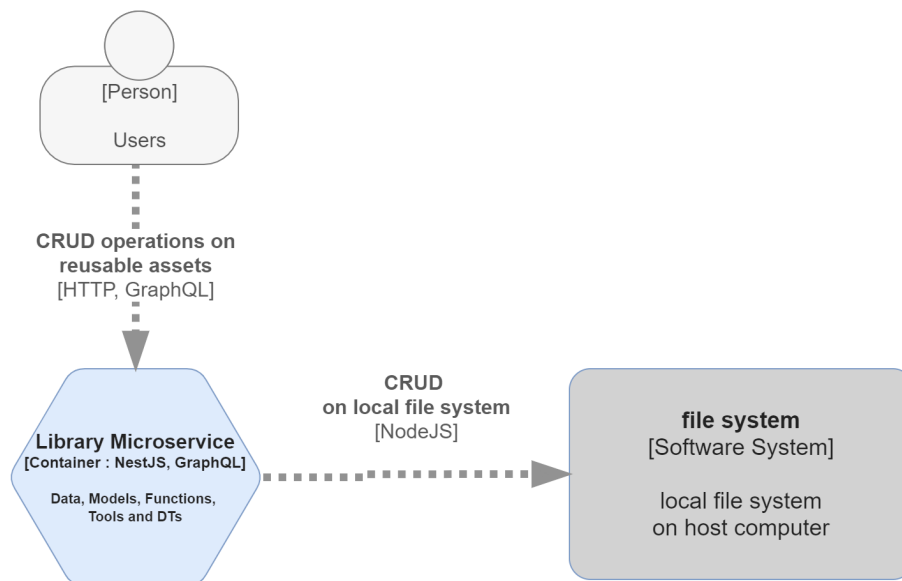 [Person]
Users
CRUD operations on
reusable assets
[HTTP, GraphQL]
Library Microservice
[Container : NestJS, GraphQL]
Data, Models, Functions,
Tools and DTs
CRUD
on local file system
[NodeJS]
file system
[Software System]
local file system
on host computer